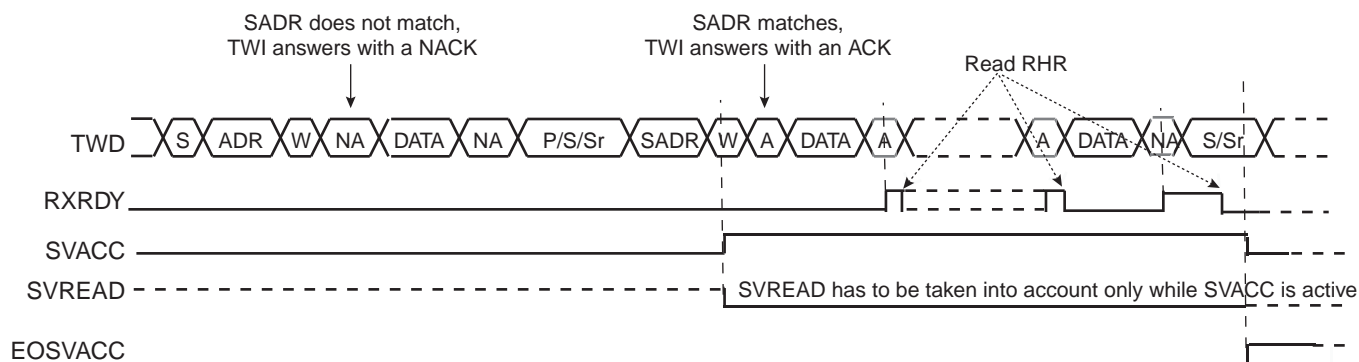 SADR does not match,
TWI answers with a NACK
SADR matches,
TWI answers with an ACK
Read RHR
TWD S ADR W NA DATA NA P/S/Sr SADR W A DATA A A DATA NA S/Sr
RXRDY
SVACC
SVREAD SVREAD has to be taken into account only while SVACC is active
EOSVACC